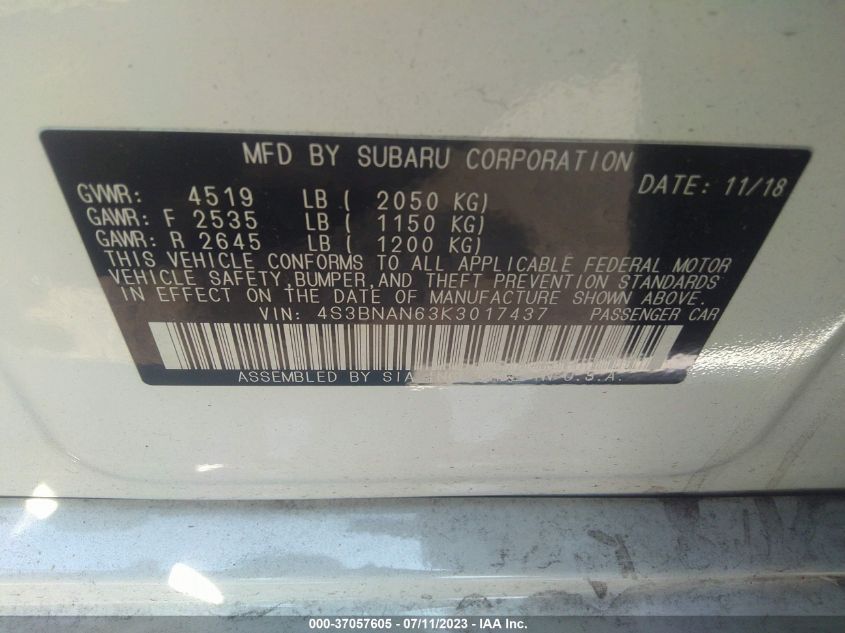 MFD BY SUBARU CORPORATION
DATE: 11/18
GVWR: 4519 LB ( 2050 KG)
GAWR: F 2535 LB ( 1150 KG)
GAWR: R 2645 LB ( 1200 KG)
THIS VEHICLE CONFORMS TO ALL APPLICABLE FEDERAL MOTOR
VEHICLE SAFETY, BUMPER, AND THEFT PREVENTION STANDARDS
IN EFFECT ON THE DATE OF MANUFACTURE SHOWN ABOVE.
VIN: 4S3BNAN63K3017437 PASSENGER CAR
ASSEMBLED BY SIA U.S.A.
000-37057605 - 07/11/2023 - © IAA Inc.